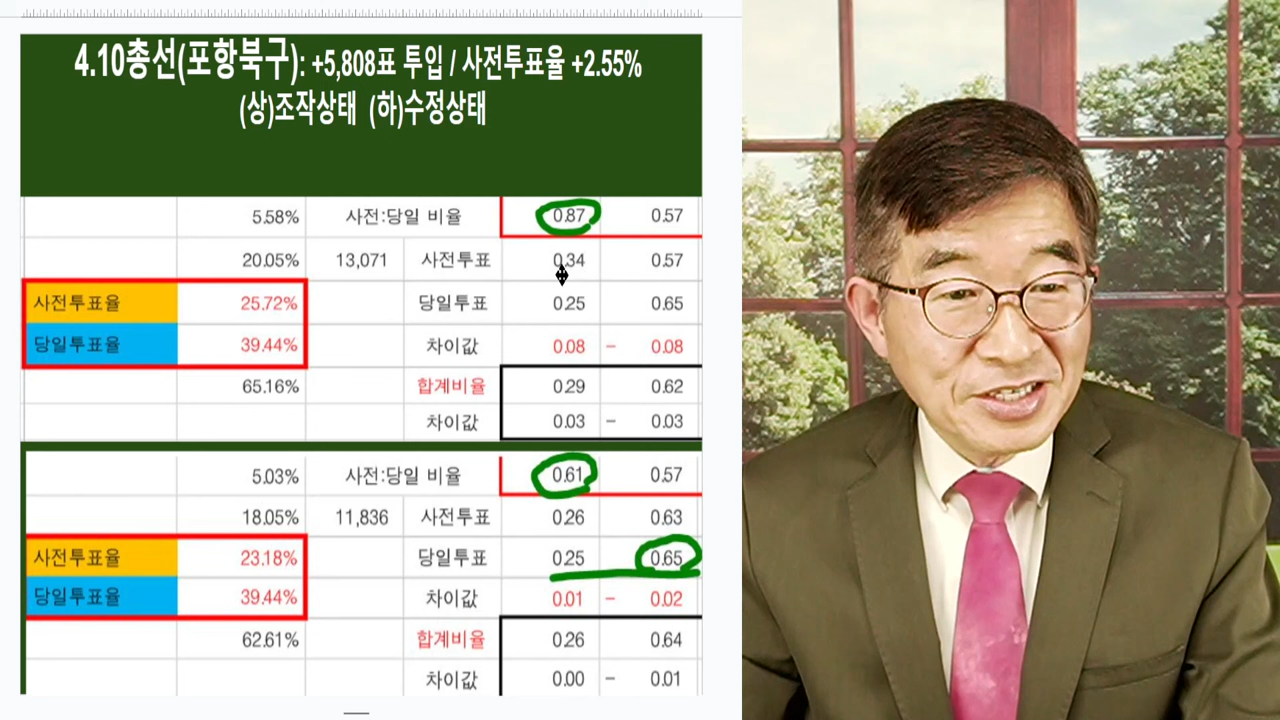 4.10총선(포항북구): +5,808표 투입 / 사전투표율 +2.55%
(상)조작상태 (하)수정상태
5.58% 사전:당일 비율 0.87 0.57
20.05% 13,071 사전투표 0.34 0.57
사전투표율 25.72% 당일투표 0.25 0.65
당일투표율 39.44% 차이값 0.08 - 0.08
65.16% 합계비율 0.29 0.62
차이값 0.03 - 0.03
5.03% 사전:당일 비율 0.61 0.57
18.05% 11,836 사전투표 0.26 0.63
사전투표율 23.18% 당일투표 0.25 0.65
당일투표율 39.44% 차이값 0.01 - 0.02
62.61% 합계비율 0.26 0.64
차이값 0.00 - 0.01